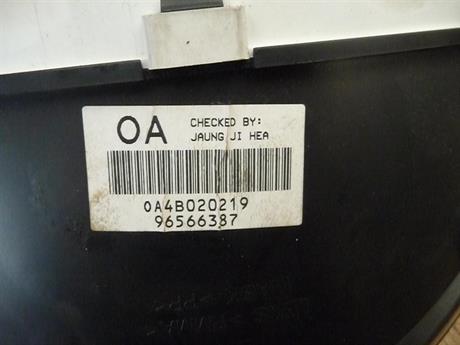 OA
CHECKED BY:
JAUNG JI HEA
0A4B020219
96566387